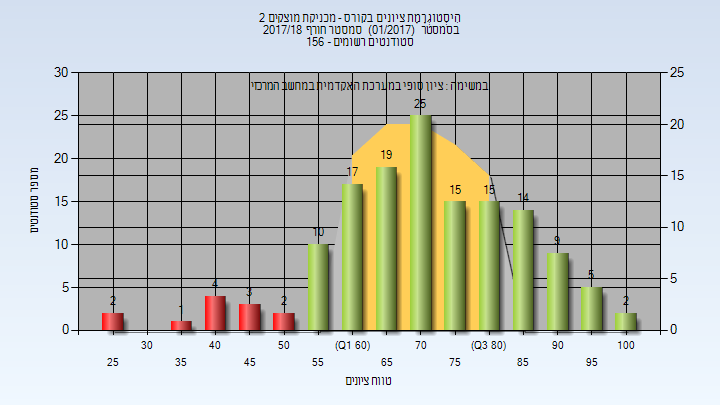 היסטוגרמת ציונים בקורס - מכניקת מוצקים 2
בסמסטר (01/2017) סמסטר חורף 2017/18
סטודנטים רשומים - 156
במשימה : ציון סופי במערכת האקדמית במחשב המרכזי
מספר סטודנטים
30 25 20 15 10 5 0
25 20 15 10 5 0
2 1 4 3 2 10 17 19 25 15 15 14 9 5 2
30 40 50 (Q1 60) 70 (Q3 80) 90 100
25 35 45 55 65 75 85 95
טווח ציונים